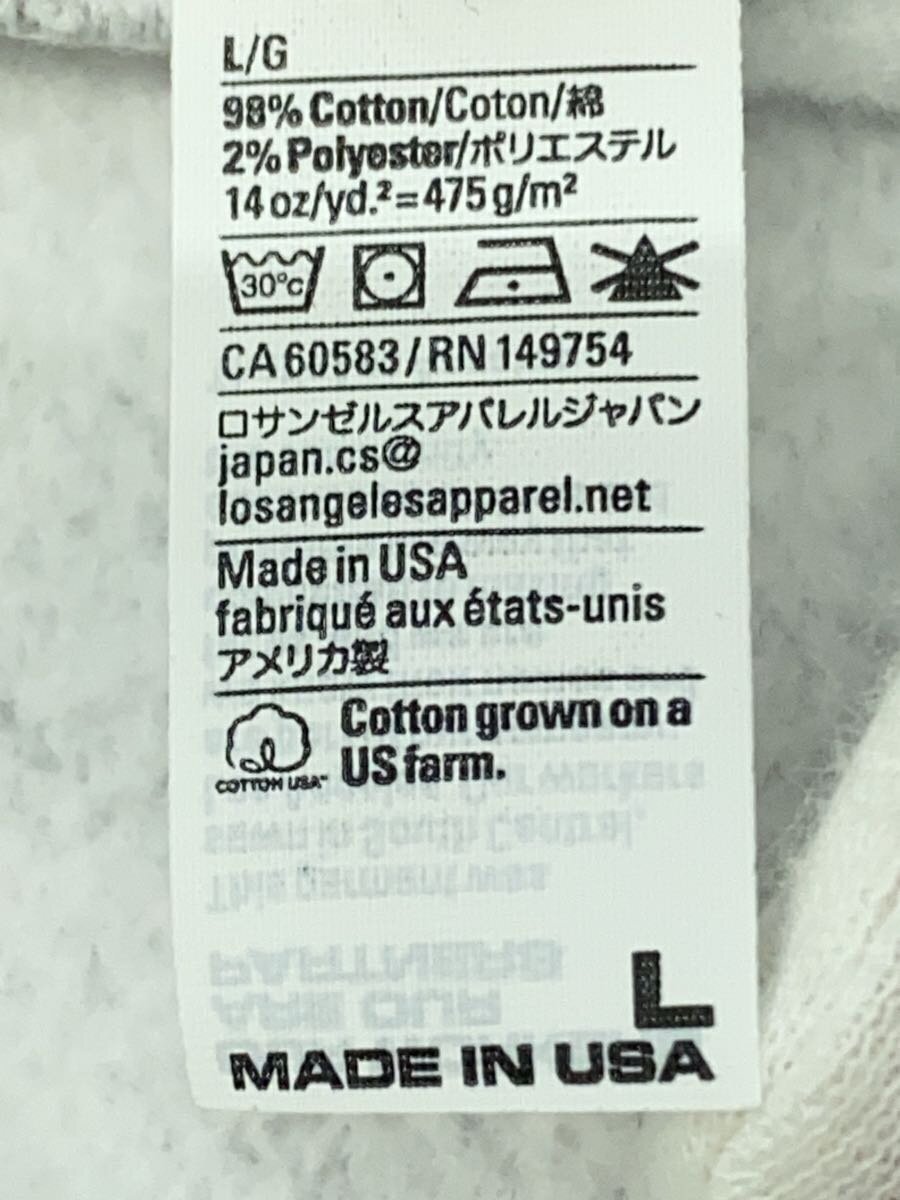 L/G
98% Cotton/Coton/綿
2% Polyester/ポリエステル
14 oz/yd.²=475 g/m²
30°c
CA 60583 / RN 149754
ロサンゼルスアパレルジャパン
japan.cs@
losangelesapparel.net
Made in USA
fabriqué aux états-unis
アメリカ製
Cotton grown on a
US farm.
COTTON USA™
L
MADE IN USA